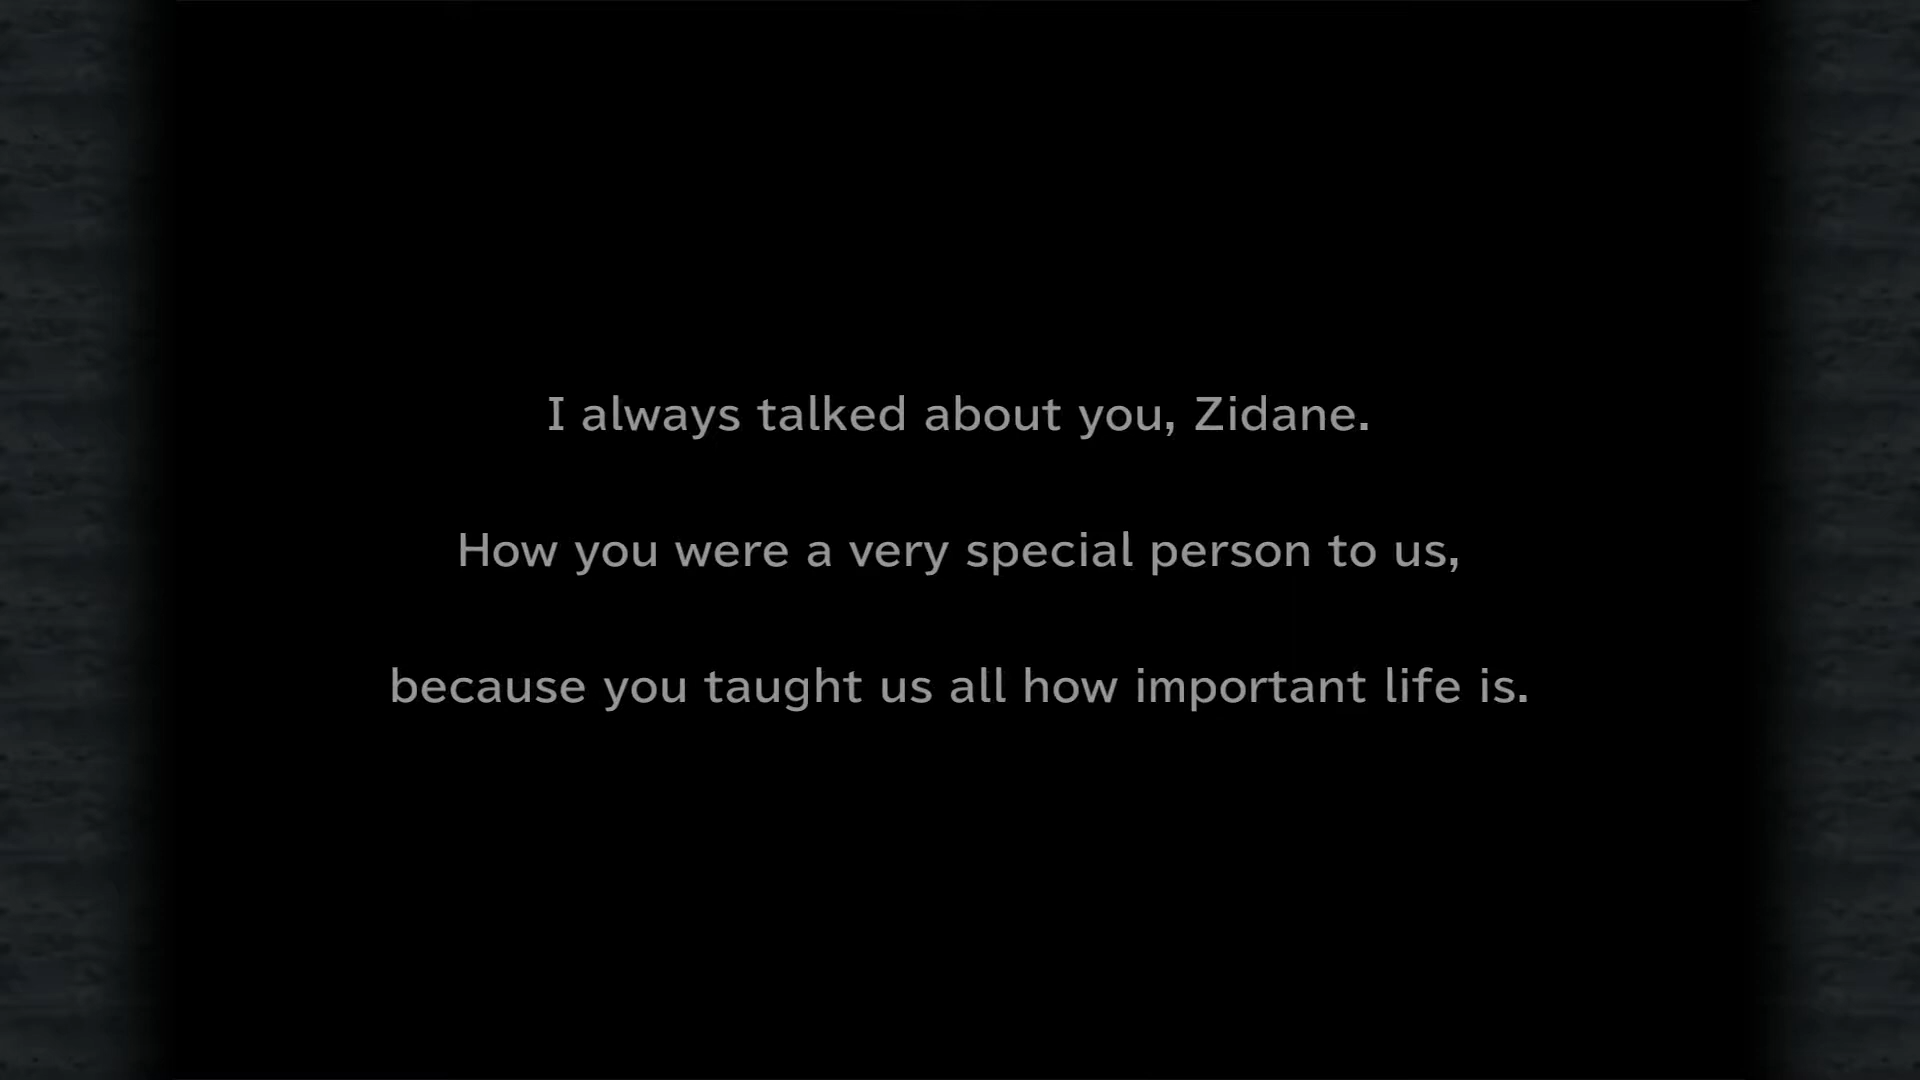 I always talked about you, Zidane.
How you were a very special person to us,
because you taught us all how important life is.